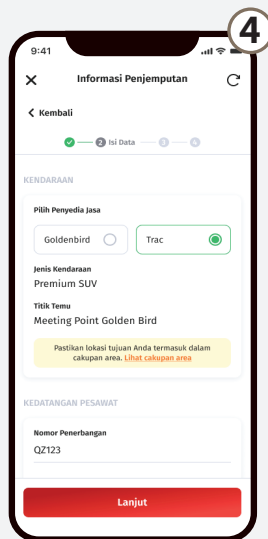 4
9:41
Informasi Penjemputan
Kembali
2 Isi Data 3 4
KENDARAAN
Pilih Penyedia Jasa
Goldenbird Trac
Jenis Kendaraan
Premium SUV
Titik Temu
Meeting Point Golden Bird
Pastikan lokasi tujuan Anda termasuk dalam
cakupan area. Lihat cakupan area
KEDATANGAN PESAWAT
Nomor Penerbangan
QZ123
Lanjut